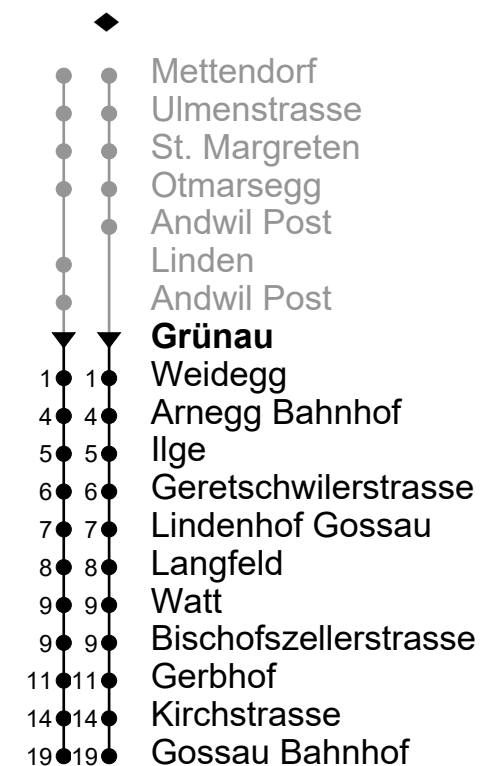 Mettendorf
Ulmenstrasse
St. Margreten
Otmarsegg
Andwil Post
Linden
Andwil Post
Grünau
1 1 Weidegg
4 4 Arnegg Bahnhof
5 5 Ilge
6 6 Geretschwilerstrasse
7 7 Lindenhof Gossau
8 8 Langfeld
9 9 Watt
9 9 Bischofszellerstrasse
11 11 Gerbhof
14 14 Kirchstrasse
19 19 Gossau Bahnhof